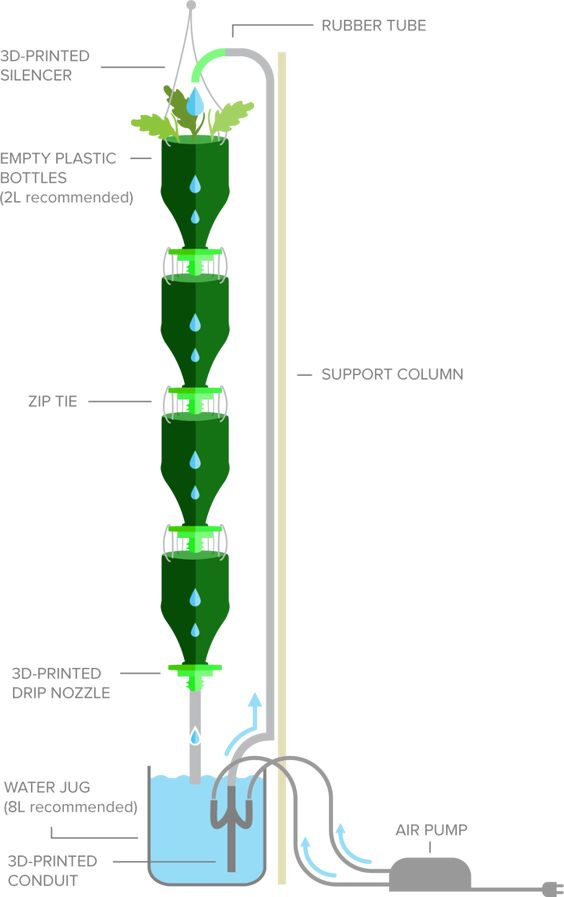 RUBBER TUBE
3D-PRINTED
SILENCER
EMPTY PLASTIC
BOTTLES
(2L recommended)
SUPPORT COLUMN
ZIP TIE
3D-PRINTED
DRIP NOZZLE
WATER JUG
(8L recommended)
AIR PUMP
3D-PRINTED
CONDUIT